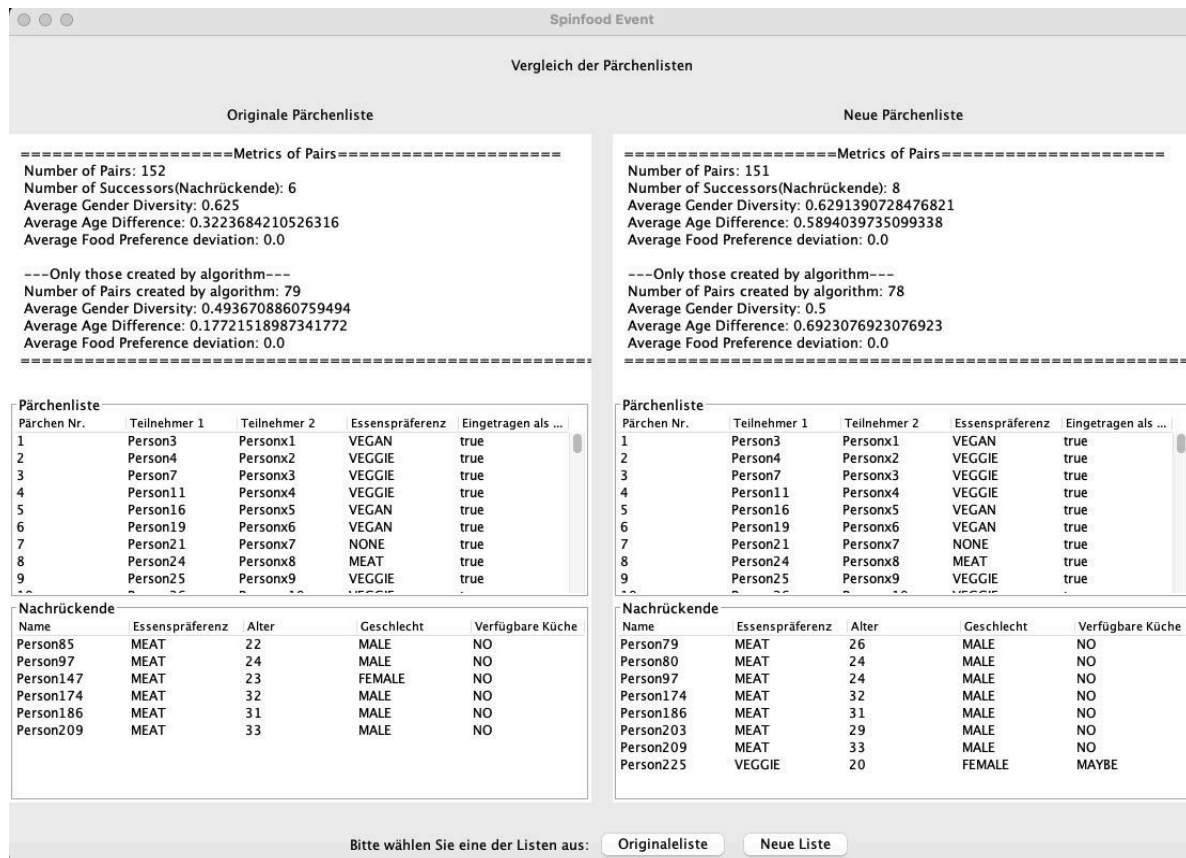 Spinfood Event
Vergleich der Pärchenlisten
Originale Pärchenliste
=====================Metrics of Pairs======================
Number of Pairs: 152
Number of Successors(Nachrückende): 6
Average Gender Diversity: 0.625
Average Age Difference: 0.3223684210526316
Average Food Preference deviation: 0.0
---Only those created by algorithm---
Number of Pairs created by algorithm: 79
Average Gender Diversity: 0.4936708860759494
Average Age Difference: 0.17721518987341772
Average Food Preference deviation: 0.0
=========================================================
Pärchenliste
Pärchen Nr. Teilnehmer 1 Teilnehmer 2 Essenspräferenz Eingetragen als ...
1 Person3 Personx1 VEGAN true
2 Person4 Personx2 VEGGIE true
3 Person7 Personx3 VEGGIE true
4 Person11 Personx4 VEGGIE true
5 Person16 Personx5 VEGAN true
6 Person19 Personx6 VEGAN true
7 Person21 Personx7 NONE true
8 Person24 Personx8 MEAT true
9 Person25 Personx9 VEGGIE true
Nachrückende
Name Essenspräferenz Alter Geschlecht Verfügbare Küche
Person85 MEAT 22 MALE NO
Person97 MEAT 24 MALE NO
Person147 MEAT 23 FEMALE NO
Person174 MEAT 32 MALE NO
Person186 MEAT 31 MALE NO
Person209 MEAT 33 MALE NO
Neue Pärchenliste
=====================Metrics of Pairs======================
Number of Pairs: 151
Number of Successors(Nachrückende): 8
Average Gender Diversity: 0.6291390728476821
Average Age Difference: 0.5894039735099338
Average Food Preference deviation: 0.0
---Only those created by algorithm---
Number of Pairs created by algorithm: 78
Average Gender Diversity: 0.5
Average Age Difference: 0.6923076923076923
Average Food Preference deviation: 0.0
=========================================================
Pärchenliste
Pärchen Nr. Teilnehmer 1 Teilnehmer 2 Essenspräferenz Eingetragen als ...
1 Person3 Personx1 VEGAN true
2 Person4 Personx2 VEGGIE true
3 Person7 Personx3 VEGGIE true
4 Person11 Personx4 VEGGIE true
5 Person16 Personx5 VEGAN true
6 Person19 Personx6 VEGAN true
7 Person21 Personx7 NONE true
8 Person24 Personx8 MEAT true
9 Person25 Personx9 VEGGIE true
Nachrückende
Name Essenspräferenz Alter Geschlecht Verfügbare Küche
Person79 MEAT 26 MALE NO
Person80 MEAT 24 MALE NO
Person97 MEAT 24 MALE NO
Person174 MEAT 32 MALE NO
Person186 MEAT 31 MALE NO
Person203 MEAT 29 MALE NO
Person209 MEAT 33 MALE NO
Person225 VEGGIE 20 FEMALE MAYBE
Bitte wählen Sie eine der Listen aus: Originaleliste Neue Liste